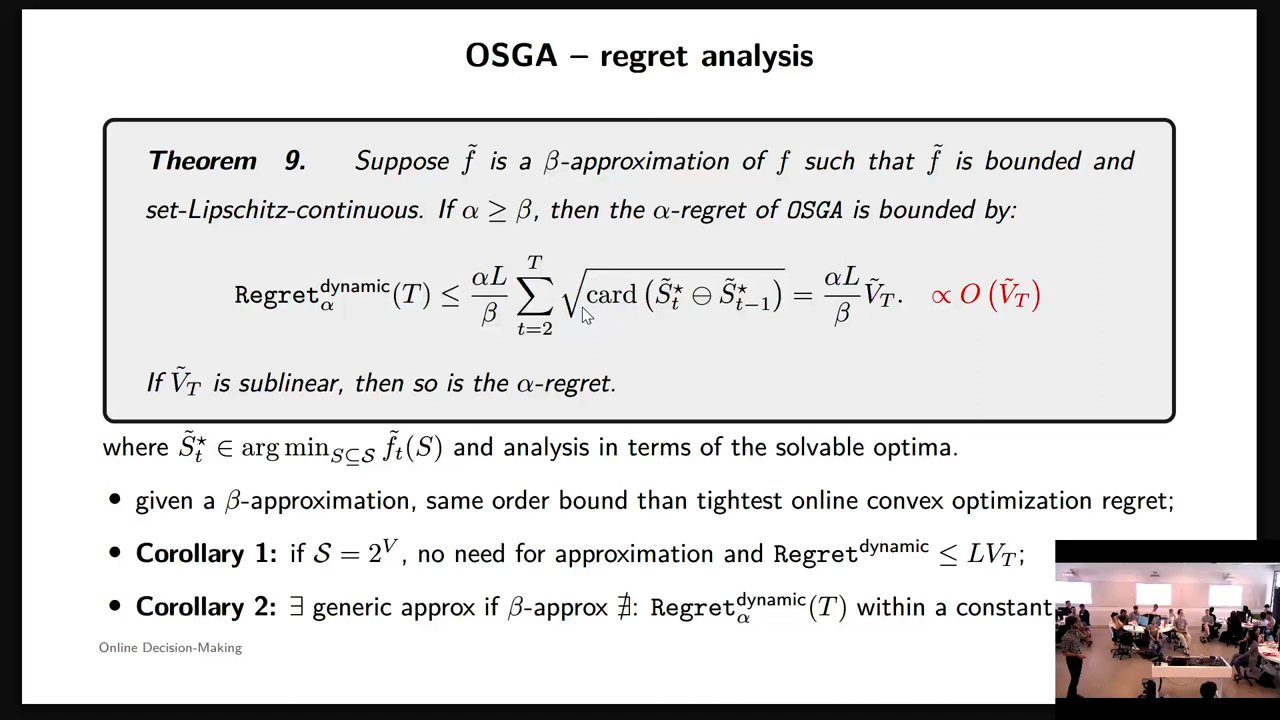 OSGA – regret analysis
Theorem 9. Suppose f̃ is a β-approximation of f such that f̃ is bounded and
set-Lipschitz-continuous. If α ≥ β, then the α-regret of OSGA is bounded by:
Regret_α^dynamic(T) ≤ αL/β ∑_{t=2}^{T} √card(S̃_t^⋆ ⊖ S̃_{t−1}^⋆) = αL/β Ṽ_T. ∝ O(Ṽ_T)
If Ṽ_T is sublinear, then so is the α-regret.
where S̃_t^⋆ ∈ arg min_{S⊆𝒮} f̃_t(S) and analysis in terms of the solvable optima.
• given a β-approximation, same order bound than tightest online convex optimization regret;
• Corollary 1: if 𝒮 = 2^V, no need for approximation and Regret^dynamic ≤ LV_T;
• Corollary 2: ∃ generic approx if β-approx ∄: Regret_α^dynamic(T) within a constant
Online Decision-Making